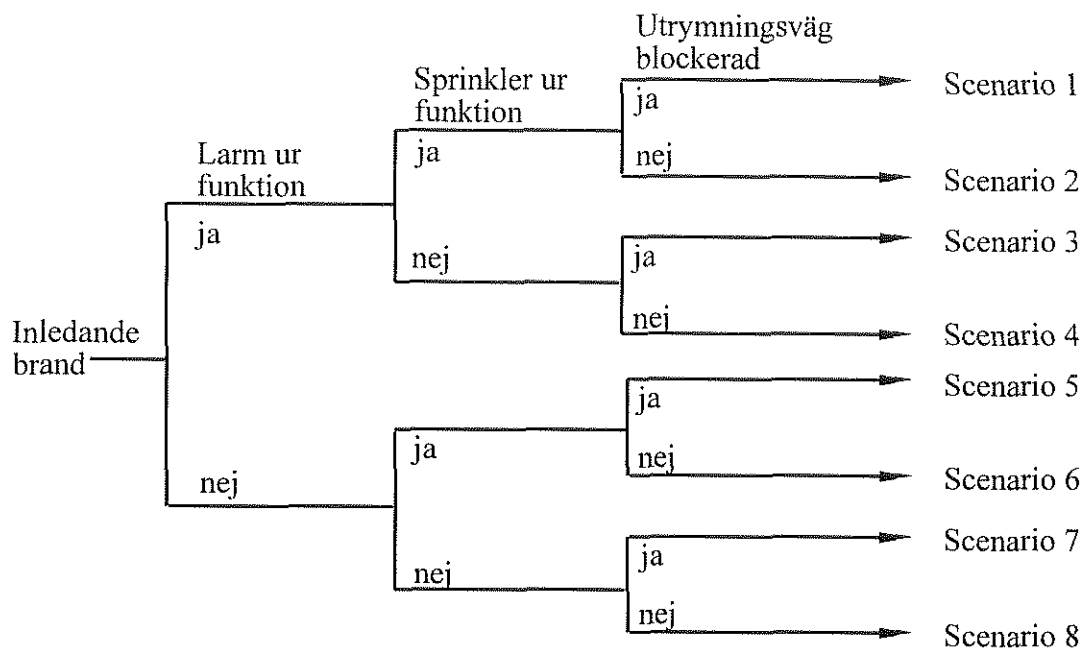 Utrymningsväg
blockerad
Sprinkler ur
funktion
Larm ur
funktion
Inledande
brand
ja
nej
ja
nej
ja
nej
ja
nej
ja
nej
ja
nej
ja
nej
Scenario 1
Scenario 2
Scenario 3
Scenario 4
Scenario 5
Scenario 6
Scenario 7
Scenario 8